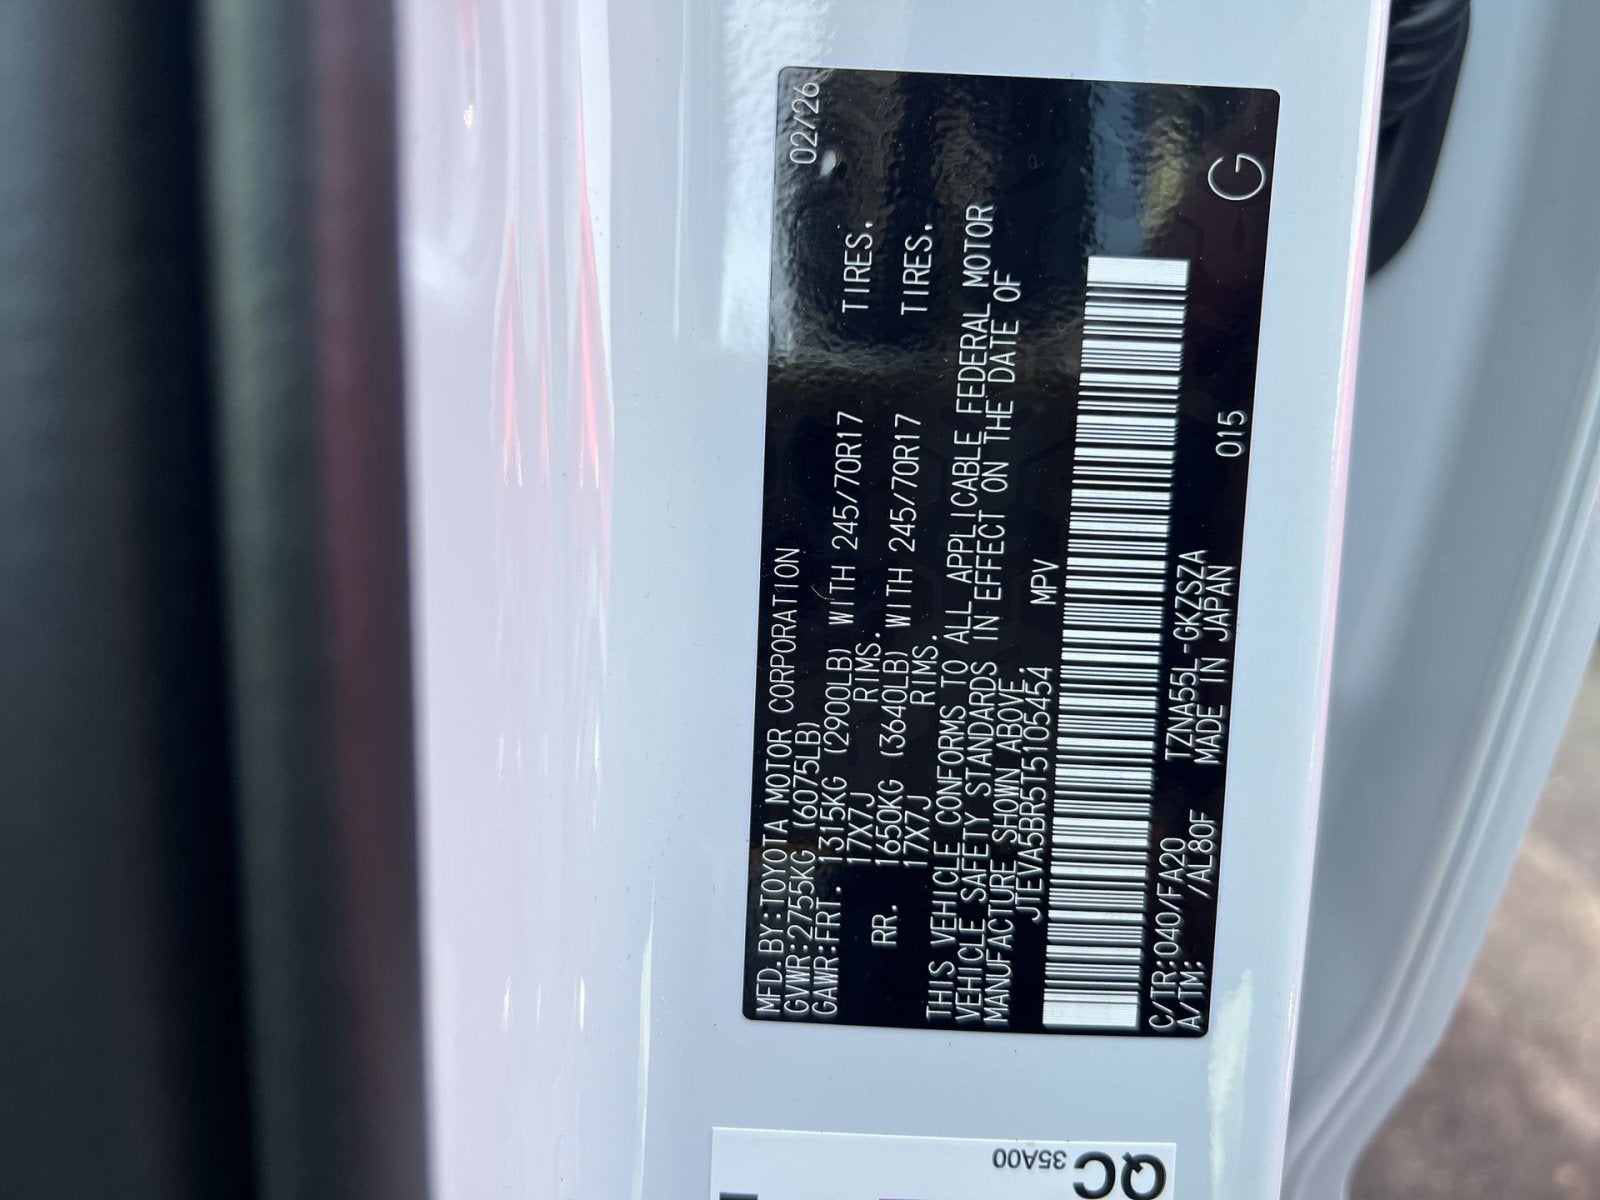 MFD.BY:TOYOTA MOTOR CORPORATION 02/26
GVWR:2755KG (6075LB)
GAWR:FRT. 1315KG (2900LB) WITH 245/70R17 TIRES.
17X7J RIMS.
RR. 1650KG (3640LB) WITH 245/70R17 TIRES.
17X7J RIMS.
THIS VEHICLE CONFORMS TO ALL APPLICABLE FEDERAL MOTOR
VEHICLE SAFETY STANDARDS IN EFFECT ON THE DATE OF
MANUFACTURE SHOWN ABOVE.
JTEVA5BR5T5105454 MPV
C/TR:040/FA20 TZNA55L-GKZSZA
A/TM: /AL80F MADE IN JAPAN 015 G
QC
35A00